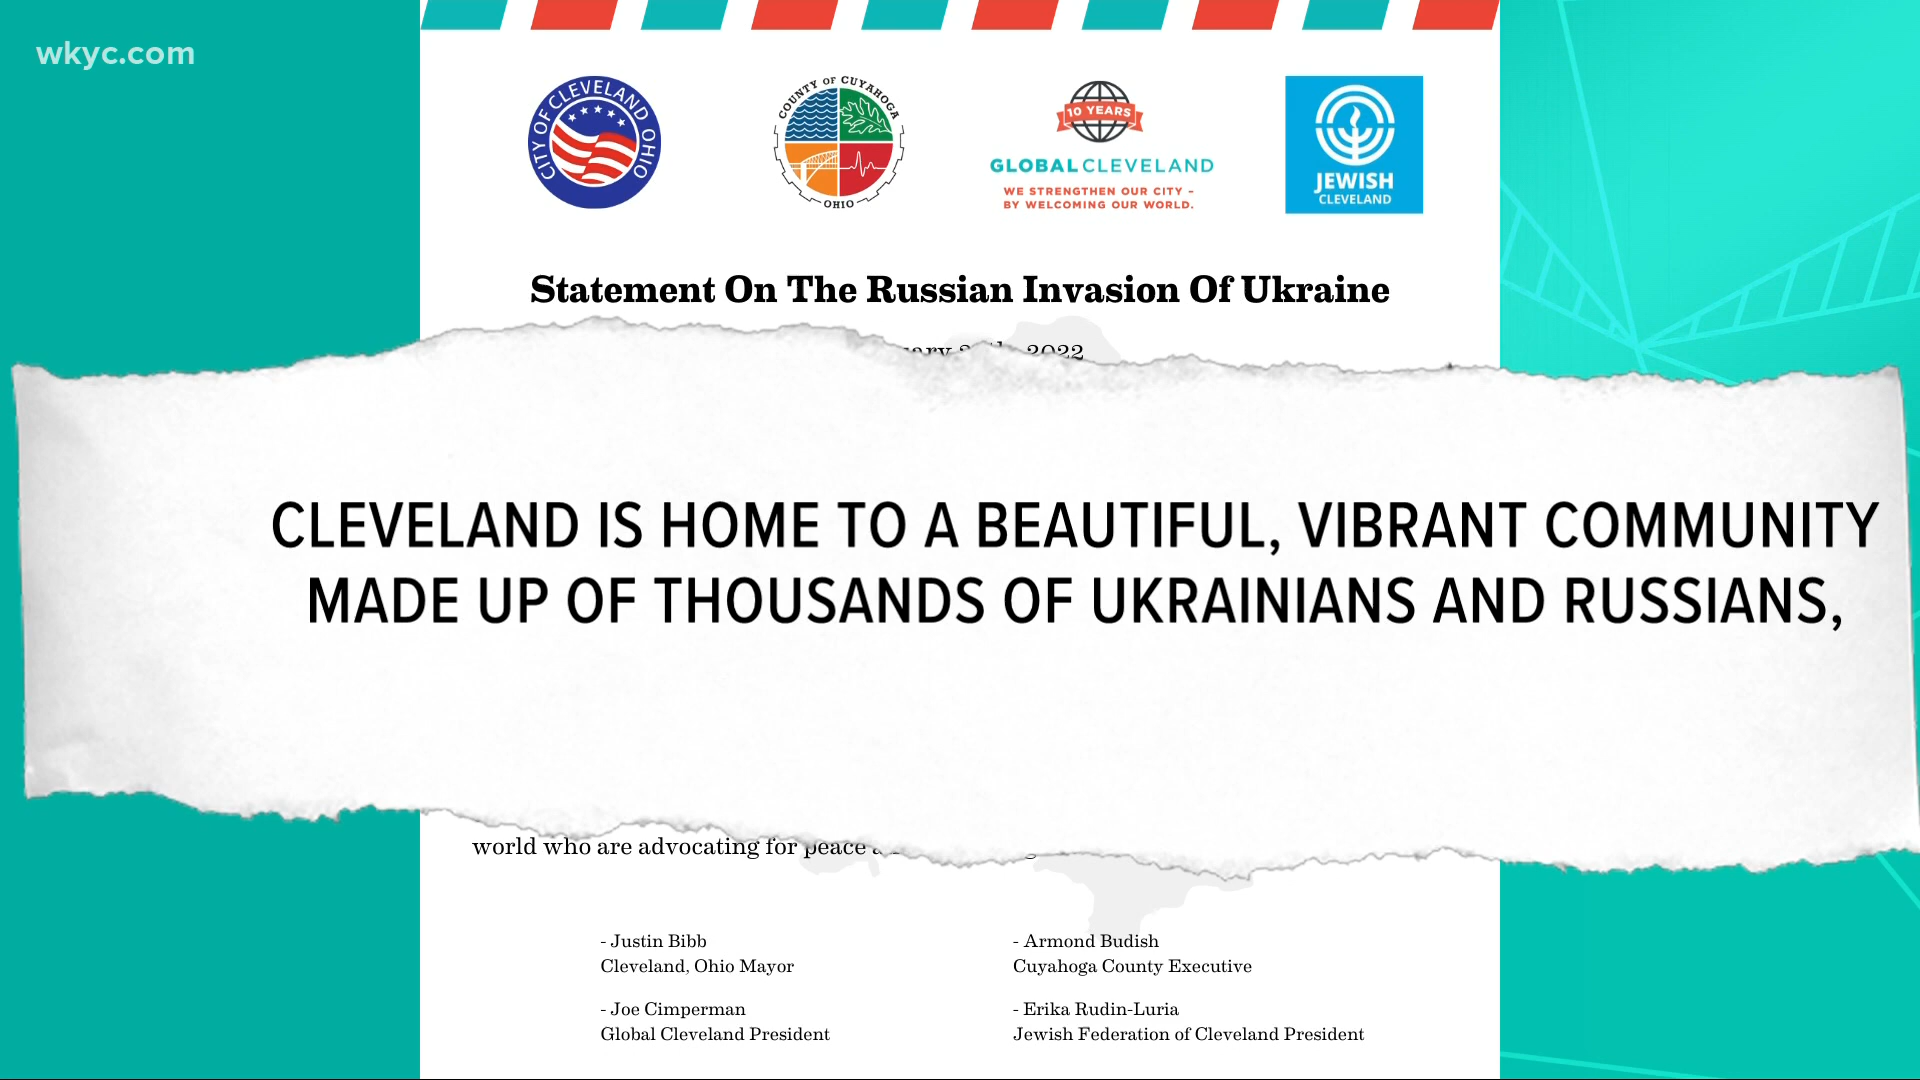 wkyc.com
CITY OF CLEVELAND OHIO
COUNTY OF CUYAHOGA
OHIO
10 YEARS
GLOBALCLEVELAND
WE STRENGTHEN OUR CITY -
BY WELCOMING OUR WORLD.
JEWISH
CLEVELAND
Statement On The Russian Invasion Of Ukraine
2022
CLEVELAND IS HOME TO A BEAUTIFUL, VIBRANT COMMUNITY
MADE UP OF THOUSANDS OF UKRAINIANS AND RUSSIANS,
world who are advocating for peace
- Justin Bibb
Cleveland, Ohio Mayor
- Armond Budish
Cuyahoga County Executive
- Joe Cimperman
Global Cleveland President
- Erika Rudin-Luria
Jewish Federation of Cleveland President